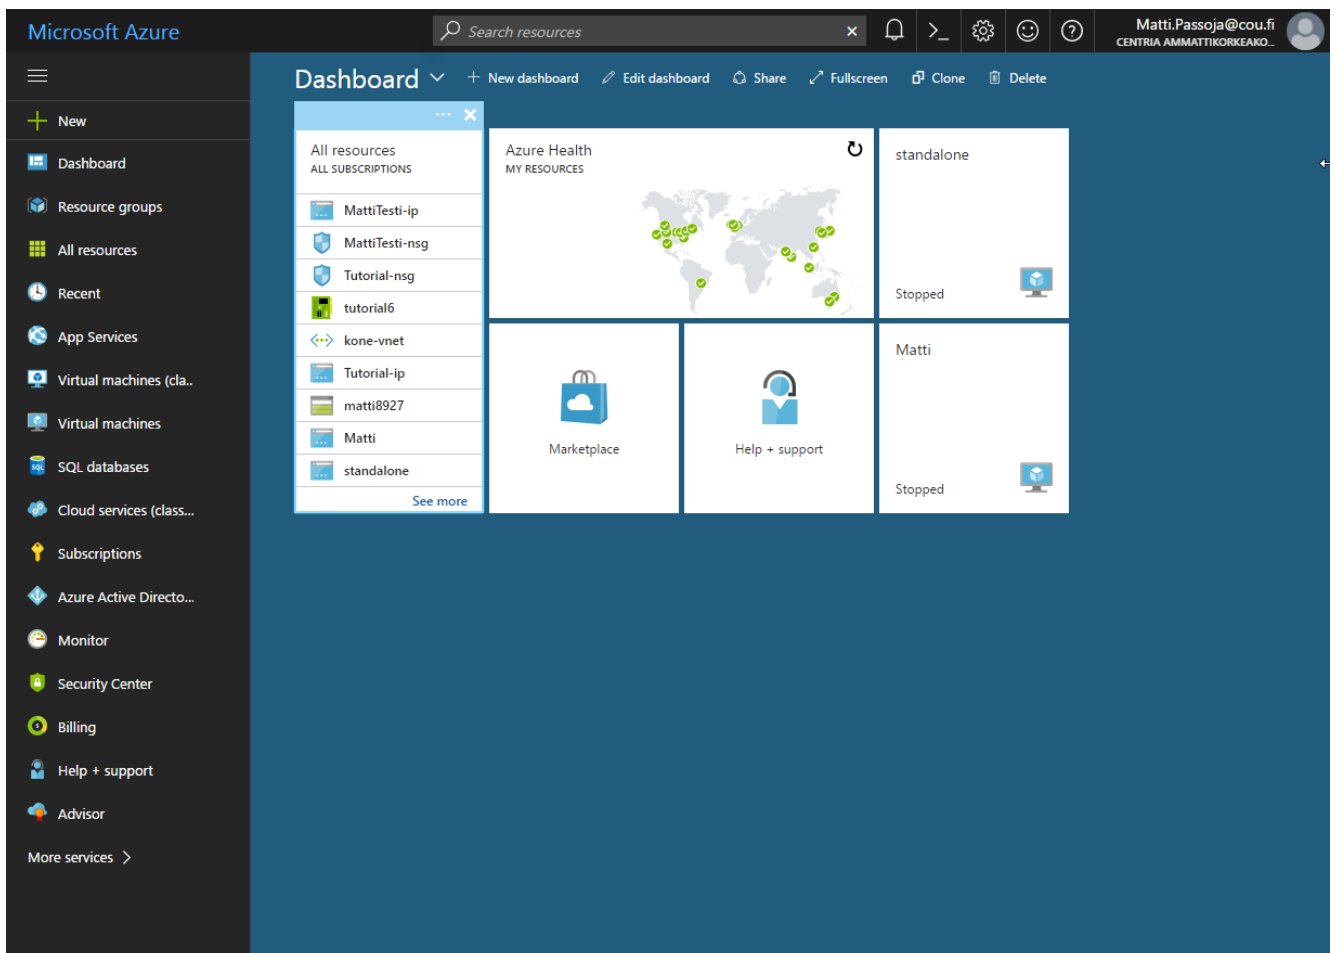 Microsoft Azure
Search resources
Matti.Passoja@cou.fi
CENTRIA AMMATTIKORKEAKO...
Dashboard
New dashboard
Edit dashboard
Share
Fullscreen
Clone
Delete
New
Dashboard
Resource groups
All resources
Recent
App Services
Virtual machines (cla..
Virtual machines
SQL databases
Cloud services (class...
Subscriptions
Azure Active Directo...
Monitor
Security Center
Billing
Help + support
Advisor
More services
All resources
ALL SUBSCRIPTIONS
MattiTesti-ip
MattiTesti-nsg
Tutorial-nsg
tutorial6
kone-vnet
Tutorial-ip
matti8927
Matti
standalone
See more
Azure Health
MY RESOURCES
standalone
Stopped
Marketplace
Help + support
Matti
Stopped